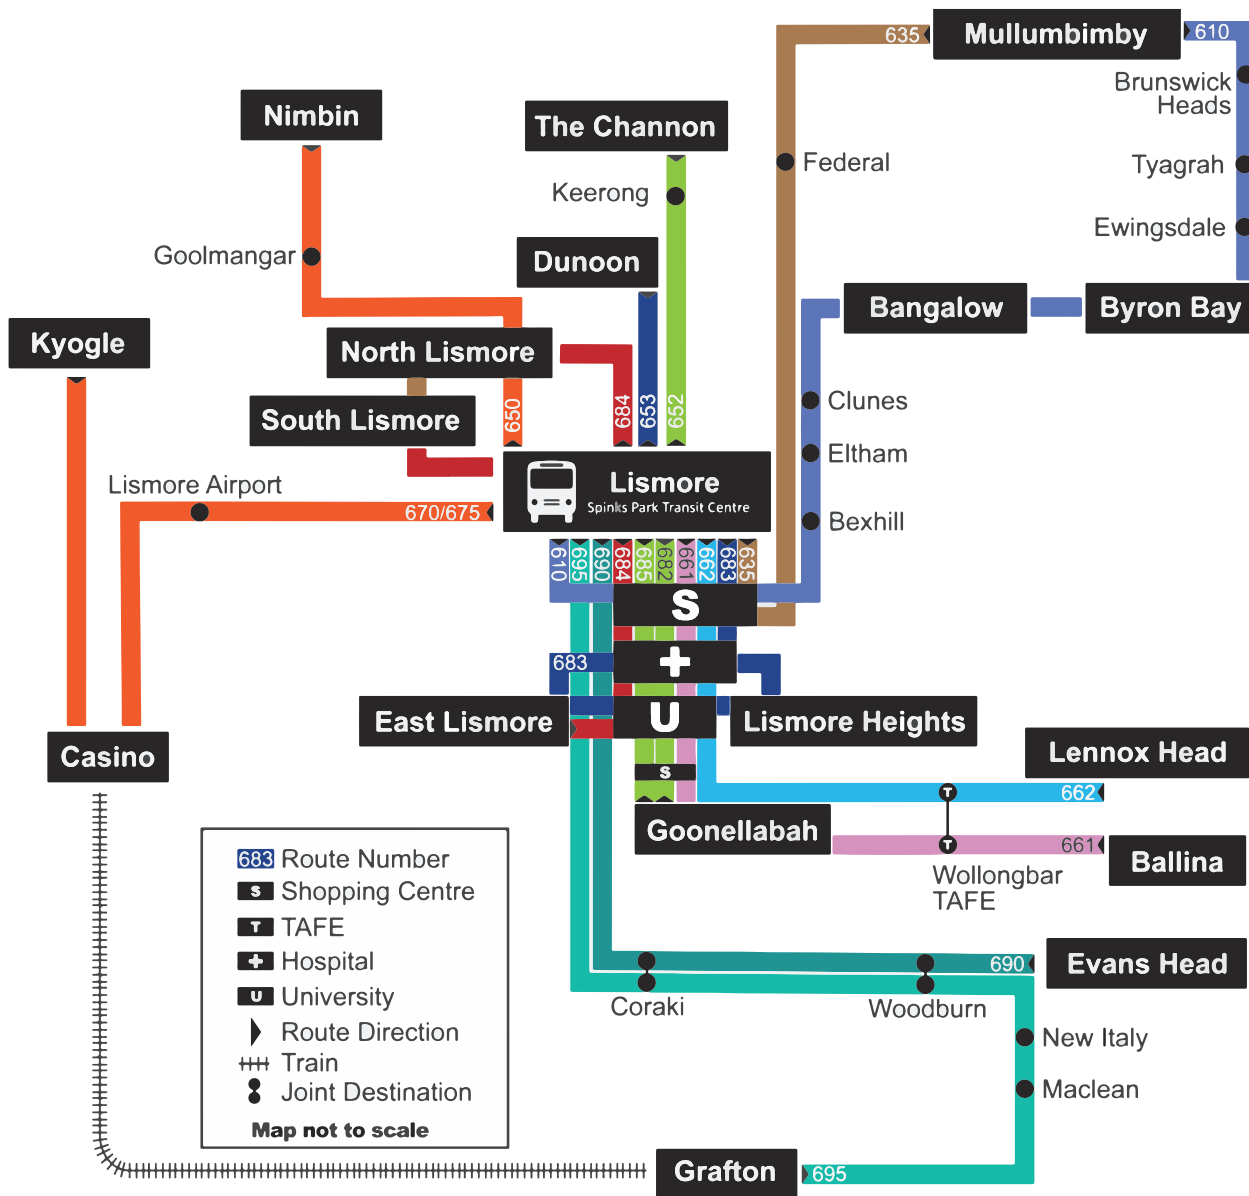 635
Mullumbimby
610
Brunswick
Heads
Nimbin
The Channon
Federal
Tyagrah
Keerong
Ewingsdale
Goolmangar
Dunoon
Bangalow
Byron Bay
Kyogle
North Lismore
South Lismore
650
684
653
652
Clunes
Eltham
Lismore Airport
670/675
Lismore
Spinks Park Transit Centre
Bexhill
610
695
690
684
685
682
661
662
683
635
S
683
U
East Lismore
Lismore Heights
Casino
S
Lennox Head
T
662
Goonellabah
T
661
Ballina
Wollongbar
TAFE
683 Route Number
S Shopping Centre
T TAFE
Hospital
U University
Route Direction
Train
Joint Destination
Map not to scale
690
Evans Head
Coraki
Woodburn
New Italy
Maclean
Grafton
695